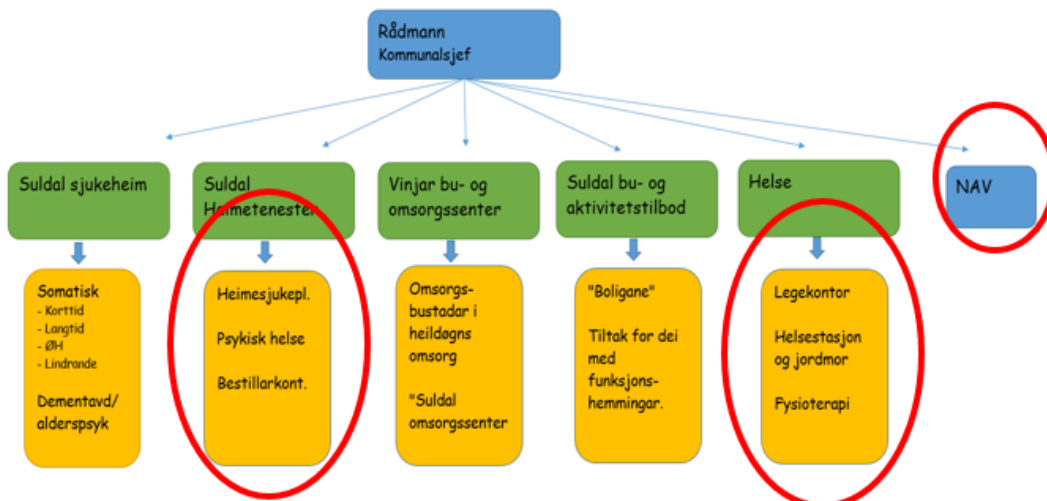 Rådmann
Kommunalsjef
Suldal sjukeheim
Suldal
Heimetenester
Vinjar bu- og
omsorgssenter
Suldal bu- og
aktivitetstilbod
Helse
NAV
Somatisk
- Korttid
- Langtid
- ØH
- Lindrande
Dementavd/
alderspsyk
Heimesjukepl.
Psykisk helse
Bestillarkont.
Omsorgs-
bustadar i
heildøgns
omsorg
"Suldal
omsorgssenter
"Boligane"
Tiltak for dei
med
funksjons-
hemmingar.
Legekontor
Helsestasjon
og jordmor
Fysioterapi